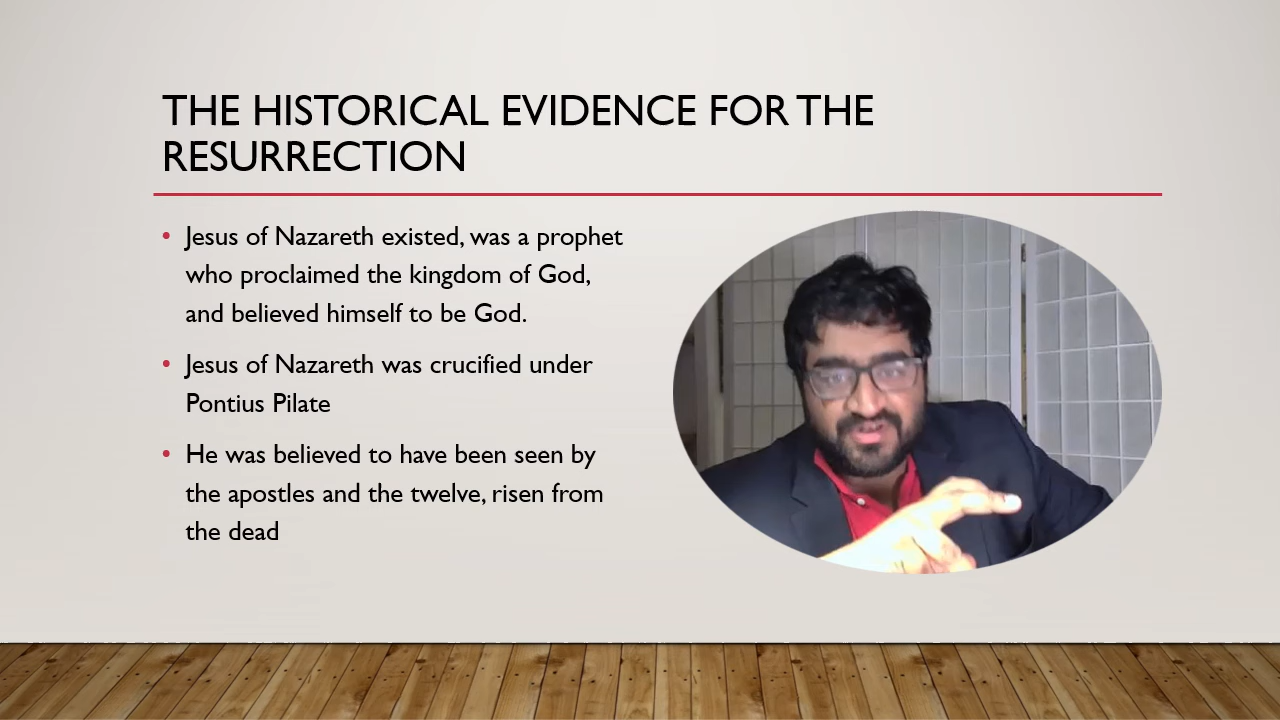 THE HISTORICAL EVIDENCE FOR THE
RESURRECTION
• Jesus of Nazareth existed, was a prophet
who proclaimed the kingdom of God,
and believed himself to be God.
• Jesus of Nazareth was crucified under
Pontius Pilate
• He was believed to have been seen by
the apostles and the twelve, risen from
the dead